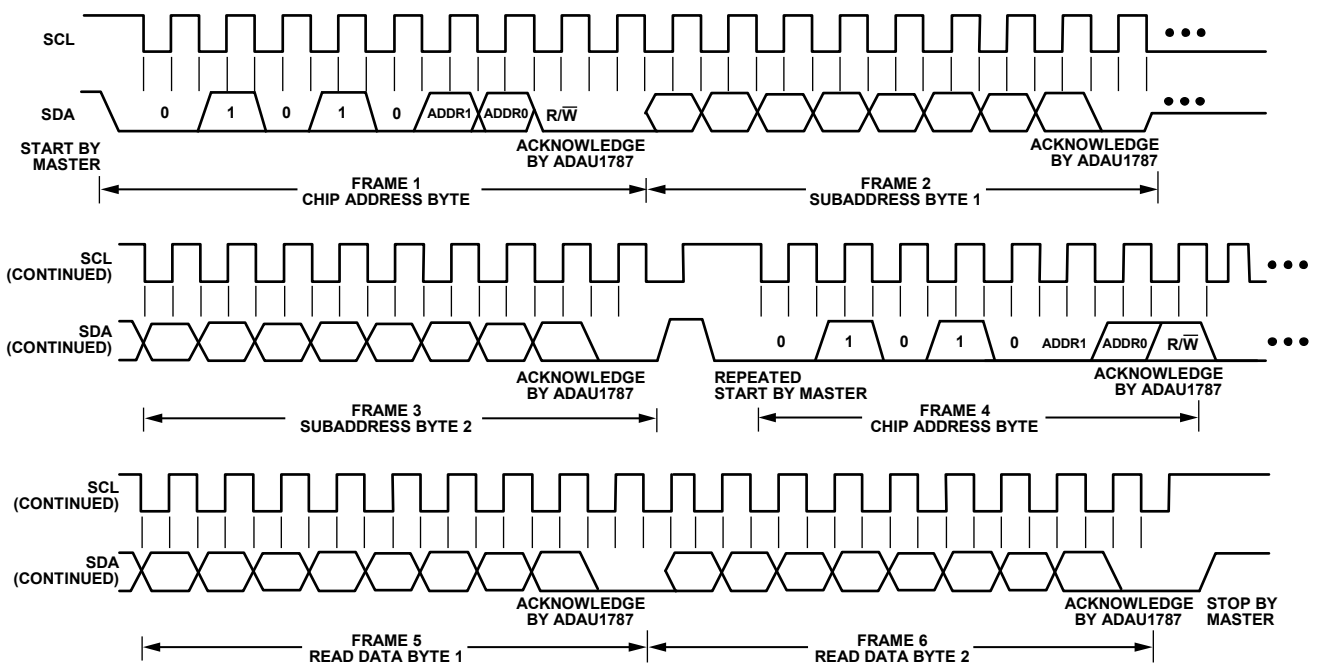 SCL
SDA
0 1 0 1 0 ADDR1 ADDR0 R/W̅
START BY
MASTER
ACKNOWLEDGE
BY ADAU1787
ACKNOWLEDGE
BY ADAU1787
FRAME 1
CHIP ADDRESS BYTE
FRAME 2
SUBADDRESS BYTE 1
SCL
(CONTINUED)
SDA
(CONTINUED)
0 1 0 1 0 ADDR1 ADDR0 R/W̅
ACKNOWLEDGE
BY ADAU1787
REPEATED
START BY MASTER
ACKNOWLEDGE
BY ADAU1787
FRAME 3
SUBADDRESS BYTE 2
FRAME 4
CHIP ADDRESS BYTE
SCL
(CONTINUED)
SDA
(CONTINUED)
ACKNOWLEDGE
BY ADAU1787
ACKNOWLEDGE
BY ADAU1787
STOP BY
MASTER
FRAME 5
READ DATA BYTE 1
FRAME 6
READ DATA BYTE 2